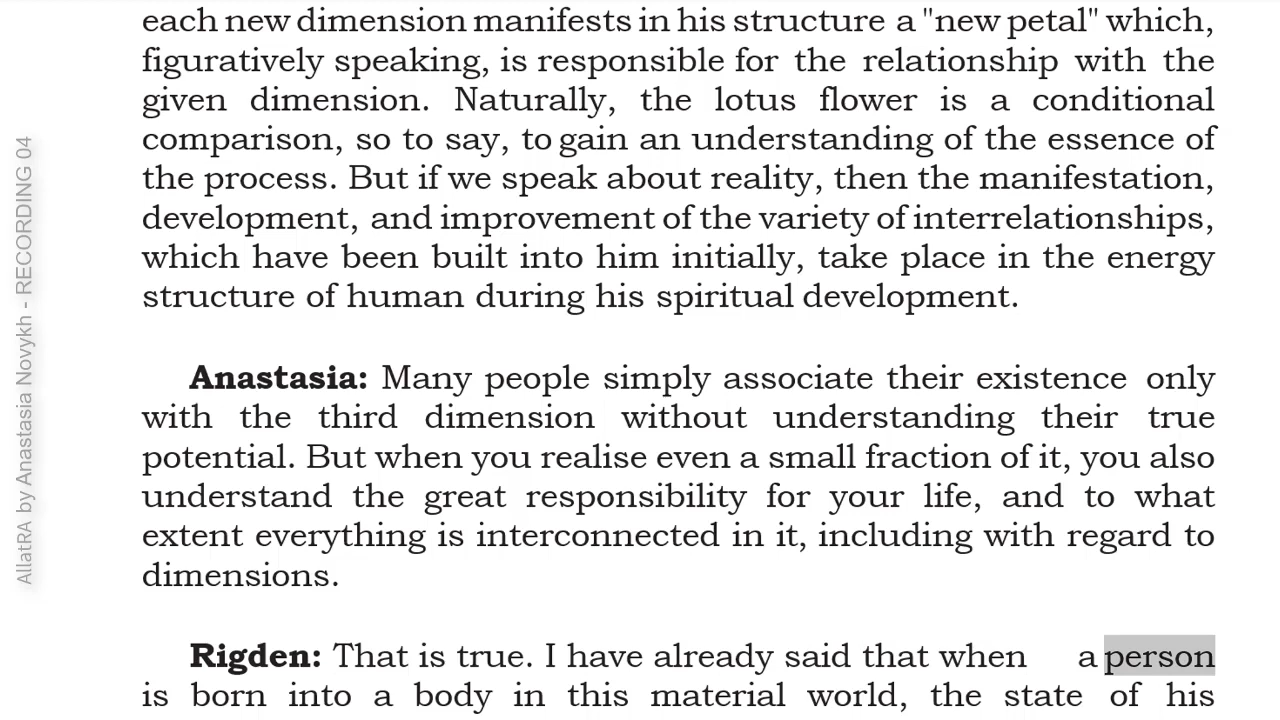 each new dimension manifests in his structure a "new petal" which,
figuratively speaking, is responsible for the relationship with the
given dimension. Naturally, the lotus flower is a conditional
comparison, so to say, to gain an understanding of the essence of
the process. But if we speak about reality, then the manifestation,
development, and improvement of the variety of interrelationships,
which have been built into him initially, take place in the energy
structure of human during his spiritual development.
Anastasia: Many people simply associate their existence only
with the third dimension without understanding their true
potential. But when you realise even a small fraction of it, you also
understand the great responsibility for your life, and to what
extent everything is interconnected in it, including with regard to
dimensions.
Rigden: That is true. I have already said that when a person
is born into a body in this material world, the state of his
AllatRA by Anastasia Novykh - RECORDING 04